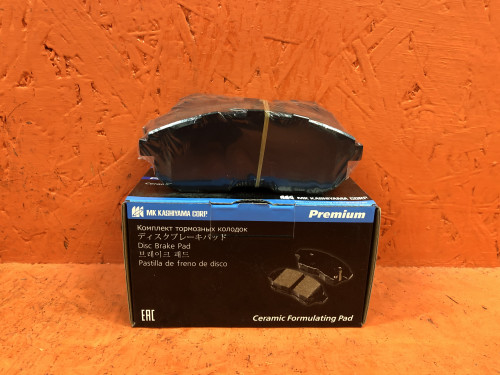 MK KASHIYAMA CORP.
Premium
Комплект тормозных колодок
ディスクブレーキパッド
Disc Brake Pad
브레이크 패드
Pastilla de freno de disco
EAC
Ceramic Formulating Pad